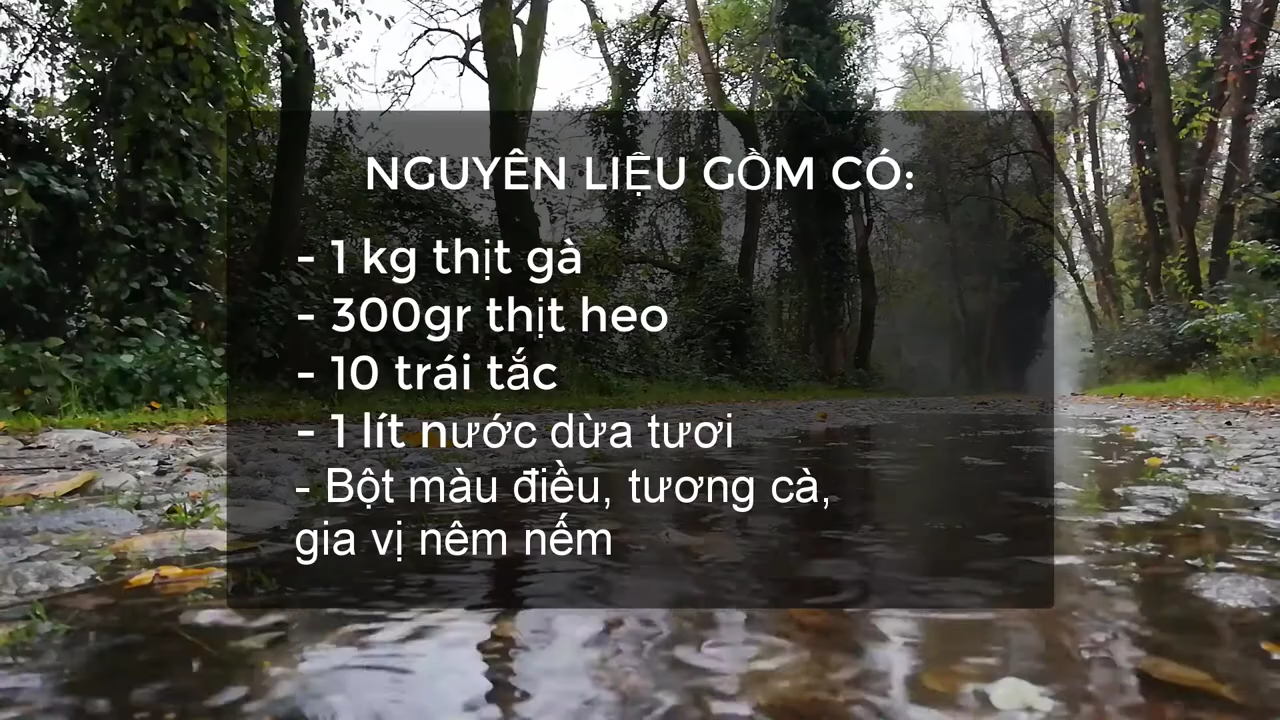 NGUYÊN LIỆU GỒM CÓ:
- 1 kg thịt gà
- 300gr thịt heo
- 10 trái tắc
- 1 lít nước dừa tươi
- Bột màu điều, tương cà,
gia vị nêm nếm